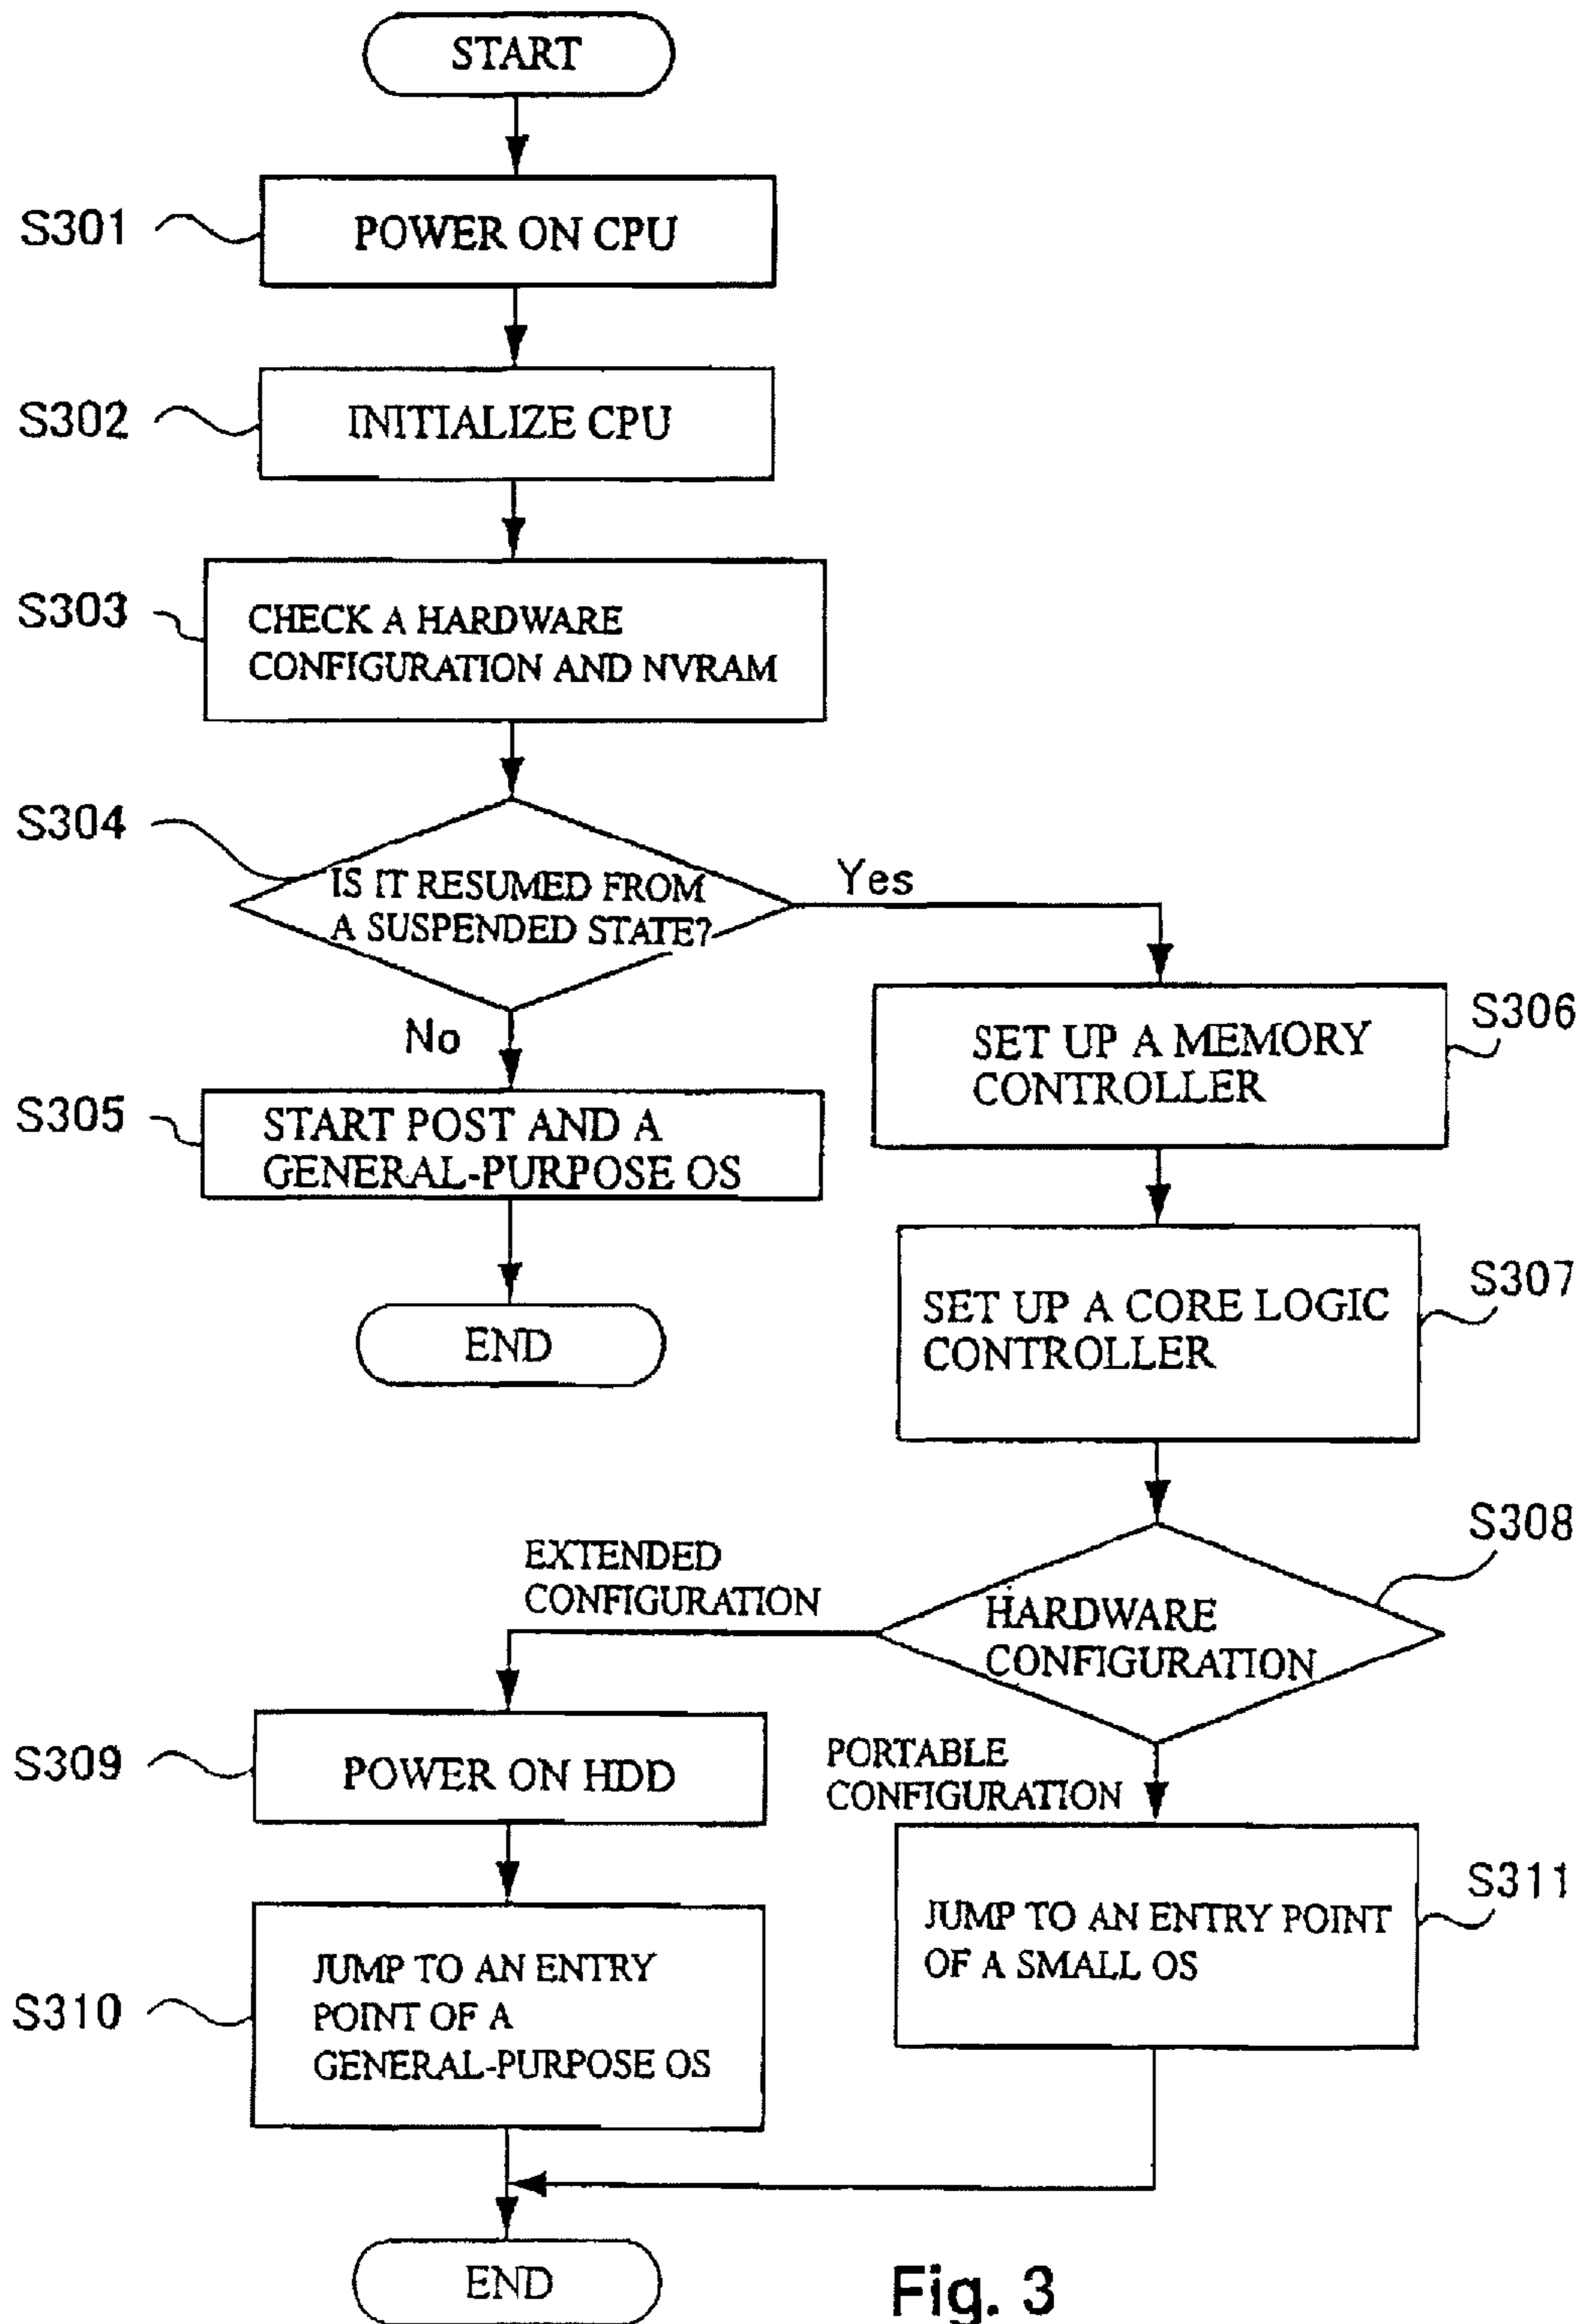 START
S301
POWER ON CPU
S302
INITIALIZE CPU
S303
CHECK A HARDWARE
CONFIGURATION AND NVRAM
S304
IS IT RESUMED FROM
A SUSPENDED STATE?
Yes
No
S305
START POST AND A
GENERAL-PURPOSE OS
END
S306
SET UP A MEMORY
CONTROLLER
S307
SET UP A CORE LOGIC
CONTROLLER
S308
HARDWARE
CONFIGURATION
EXTENDED
CONFIGURATION
PORTABLE
CONFIGURATION
S309
POWER ON HDD
S310
JUMP TO AN ENTRY
POINT OF A
GENERAL-PURPOSE OS
S311
JUMP TO AN ENTRY POINT
OF A SMALL OS
END
Fig. 3